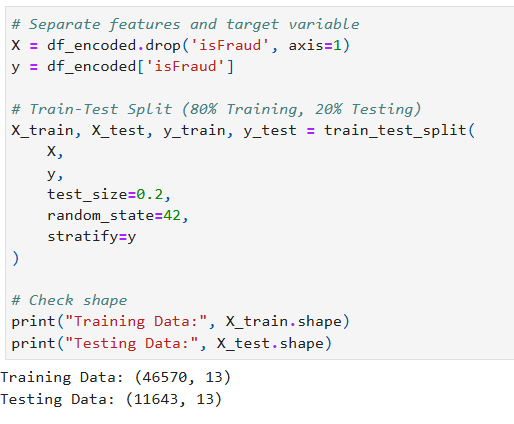 # Separate features and target variable
X = df_encoded.drop('isFraud', axis=1)
y = df_encoded['isFraud']

# Train-Test Split (80% Training, 20% Testing)
X_train, X_test, y_train, y_test = train_test_split(
    X,
    y,
    test_size=0.2,
    random_state=42,
    stratify=y
)

# Check shape
print("Training Data:", X_train.shape)
print("Testing Data:", X_test.shape)
Training Data: (46570, 13)
Testing Data: (11643, 13)